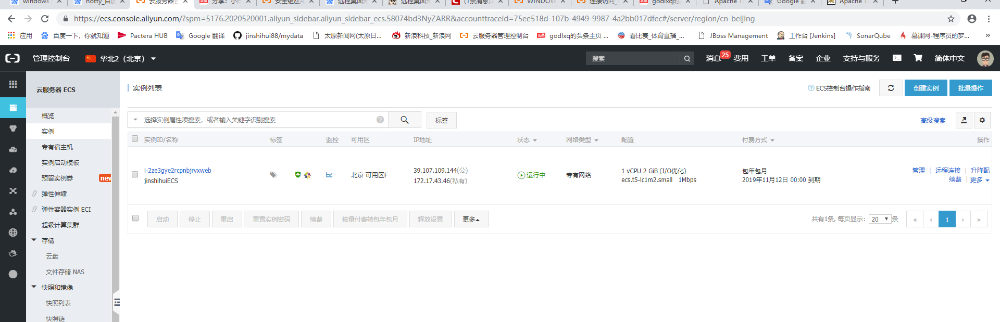 windows
notty_百度
云服务器管
分享：小白
安全组应用
远程桌面无
远程桌面无
(1条消息)
WINDOW
连接访问_
godlxq的
Apache T
Google 翻
Apache T
https://ecs.console.aliyun.com/?spm=5176.2020520001.aliyun_sidebar.aliyun_sidebar_ecs.58074bd3NyZARR&accounttraceid=75ee518d-107b-4949-9987-4a2bb017dfec#/server/region/cn-beijing
应用 百度一下，你就知道 Pactera HUB Google 翻译 jinshihui88/mydata 太原新闻网(太原日... 新浪科技_新浪网 云服务器管理控制台 godlxq的头条主页 ... 看比赛_体育直播_... JBoss Management 工作台 [Jenkins] SonarQube 慕课网-程序员的梦... »
管理控制台 华北2（北京） 搜索 消息 25 费用 工单 备案 企业 支持与服务 简体中文
云服务器 ECS
概览
实例
专有宿主机
实例启动模板
预留实例券 new
弹性伸缩
弹性容器实例 ECI
超级计算集群
存储
云盘
文件存储 NAS
快照和镜像
快照列表
快照链
实例列表 ECS控制台操作指南 创建实例 批量操作
选择实例属性项搜索，或者输入关键字识别搜索 标签 高级搜索
实例ID/名称 标签 监控 可用区 IP地址 状态 网络类型 配置 付费方式 操作
i-2ze3gye2rcpnbjrvxweb
jinshihuiECS
北京 可用区F
39.107.109.144(公)
172.17.43.46(私有)
运行中
专有网络
1 vCPU 2 GiB (I/O优化)
ecs.t5-lc1m2.small 1Mbps
包年包月
2019年11月12日 00:00 到期
管理 | 远程连接 | 升降配
续费 | 更多
启动 停止 重启 重置实例密码 续费 按量付费转包年包月 释放设置 更多
共有1条, 每页显示: 20 条 « ‹ 1 › »